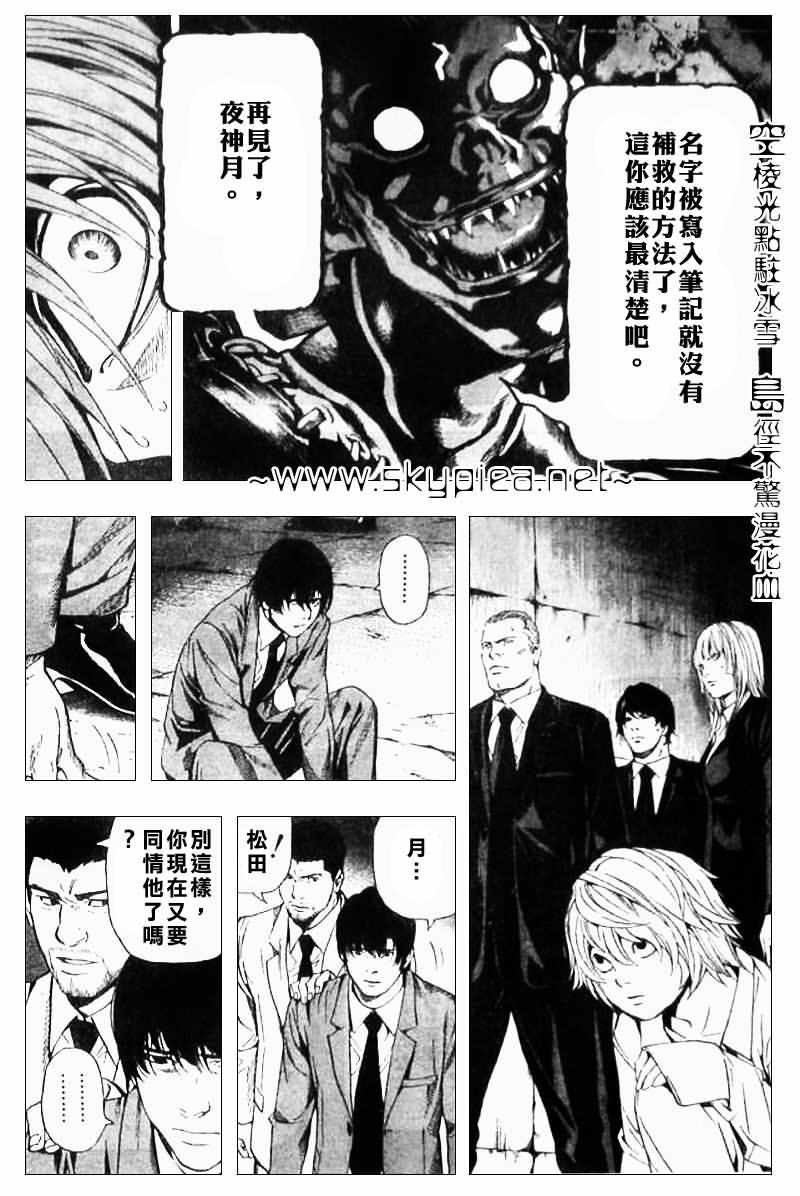 名字被寫入筆記就沒有
補救的方法了，
這你應該最清楚吧。
再見了，
夜神月。
空棱光點駐冰雪
鳥徑不驚漫花血
~www.skypiea.net~
………
月…
松田！
別這樣，
你現在又要
同情他了嗎
？
………